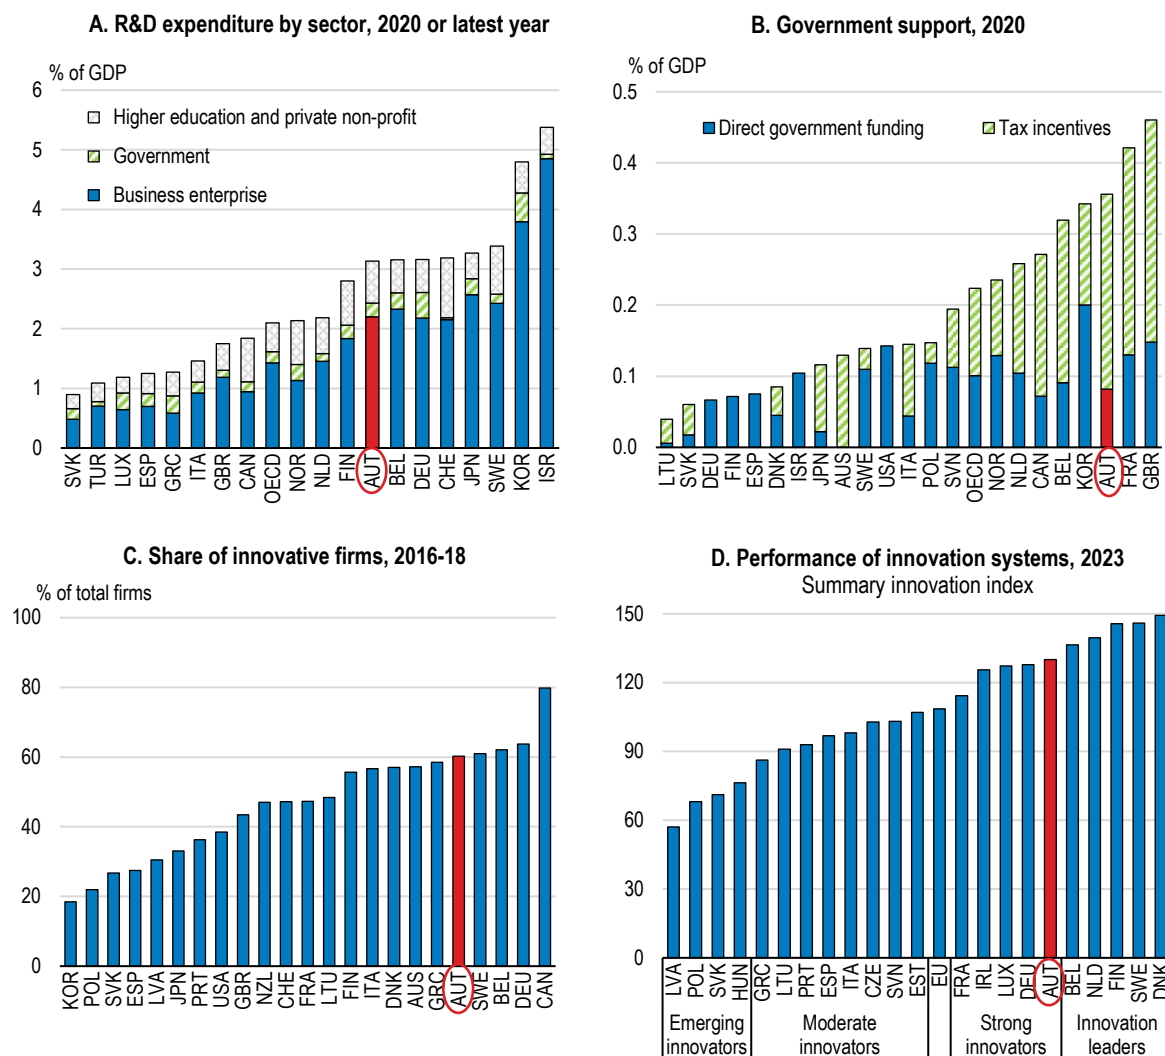 A. R&D expenditure by sector, 2020 or latest year
% of GDP
6
5
4
3
2
1
0
Higher education and private non-profit
Government
Business enterprise
SVK
TUR
LUX
ESP
GRC
ITA
GBR
CAN
OECD
NOR
NLD
FIN
AUT
BEL
DEU
CHE
JPN
SWE
KOR
ISR
B. Government support, 2020
% of GDP
0.5
0.4
0.3
0.2
0.1
0.0
Direct government funding
Tax incentives
LTU
SVK
DEU
FIN
ESP
DNK
ISR
JPN
AUS
SWE
USA
ITA
POL
SVN
OECD
NOR
NLD
CAN
BEL
KOR
AUT
FRA
GBR
C. Share of innovative firms, 2016-18
% of total firms
100
80
60
40
20
0
KOR
POL
SVK
ESP
LVA
JPN
PRT
USA
GBR
NZL
CHE
FRA
LTU
FIN
ITA
DNK
AUS
GRC
AUT
SWE
BEL
DEU
CAN
D. Performance of innovation systems, 2023
Summary innovation index
150
120
90
60
30
0
LVA
POL
SVK
HUN
GRC
LTU
PRT
ESP
ITA
CZE
SVN
EST
EU
FRA
IRL
LUX
DEU
AUT
BEL
NLD
FIN
SWE
DNK
Emerging
innovators
Moderate
innovators
Strong
innovators
Innovation
leaders